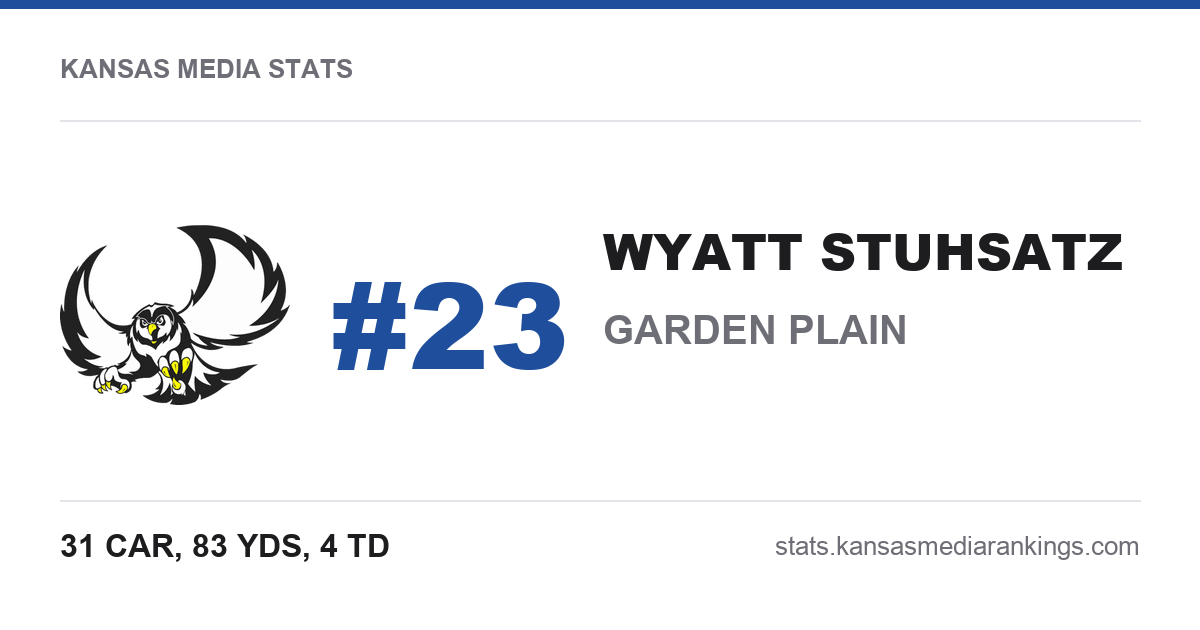 KANSAS MEDIA STATS
#23
WYATT STUHSATZ
GARDEN PLAIN
31 CAR, 83 YDS, 4 TD
stats.kansasmediarankings.com